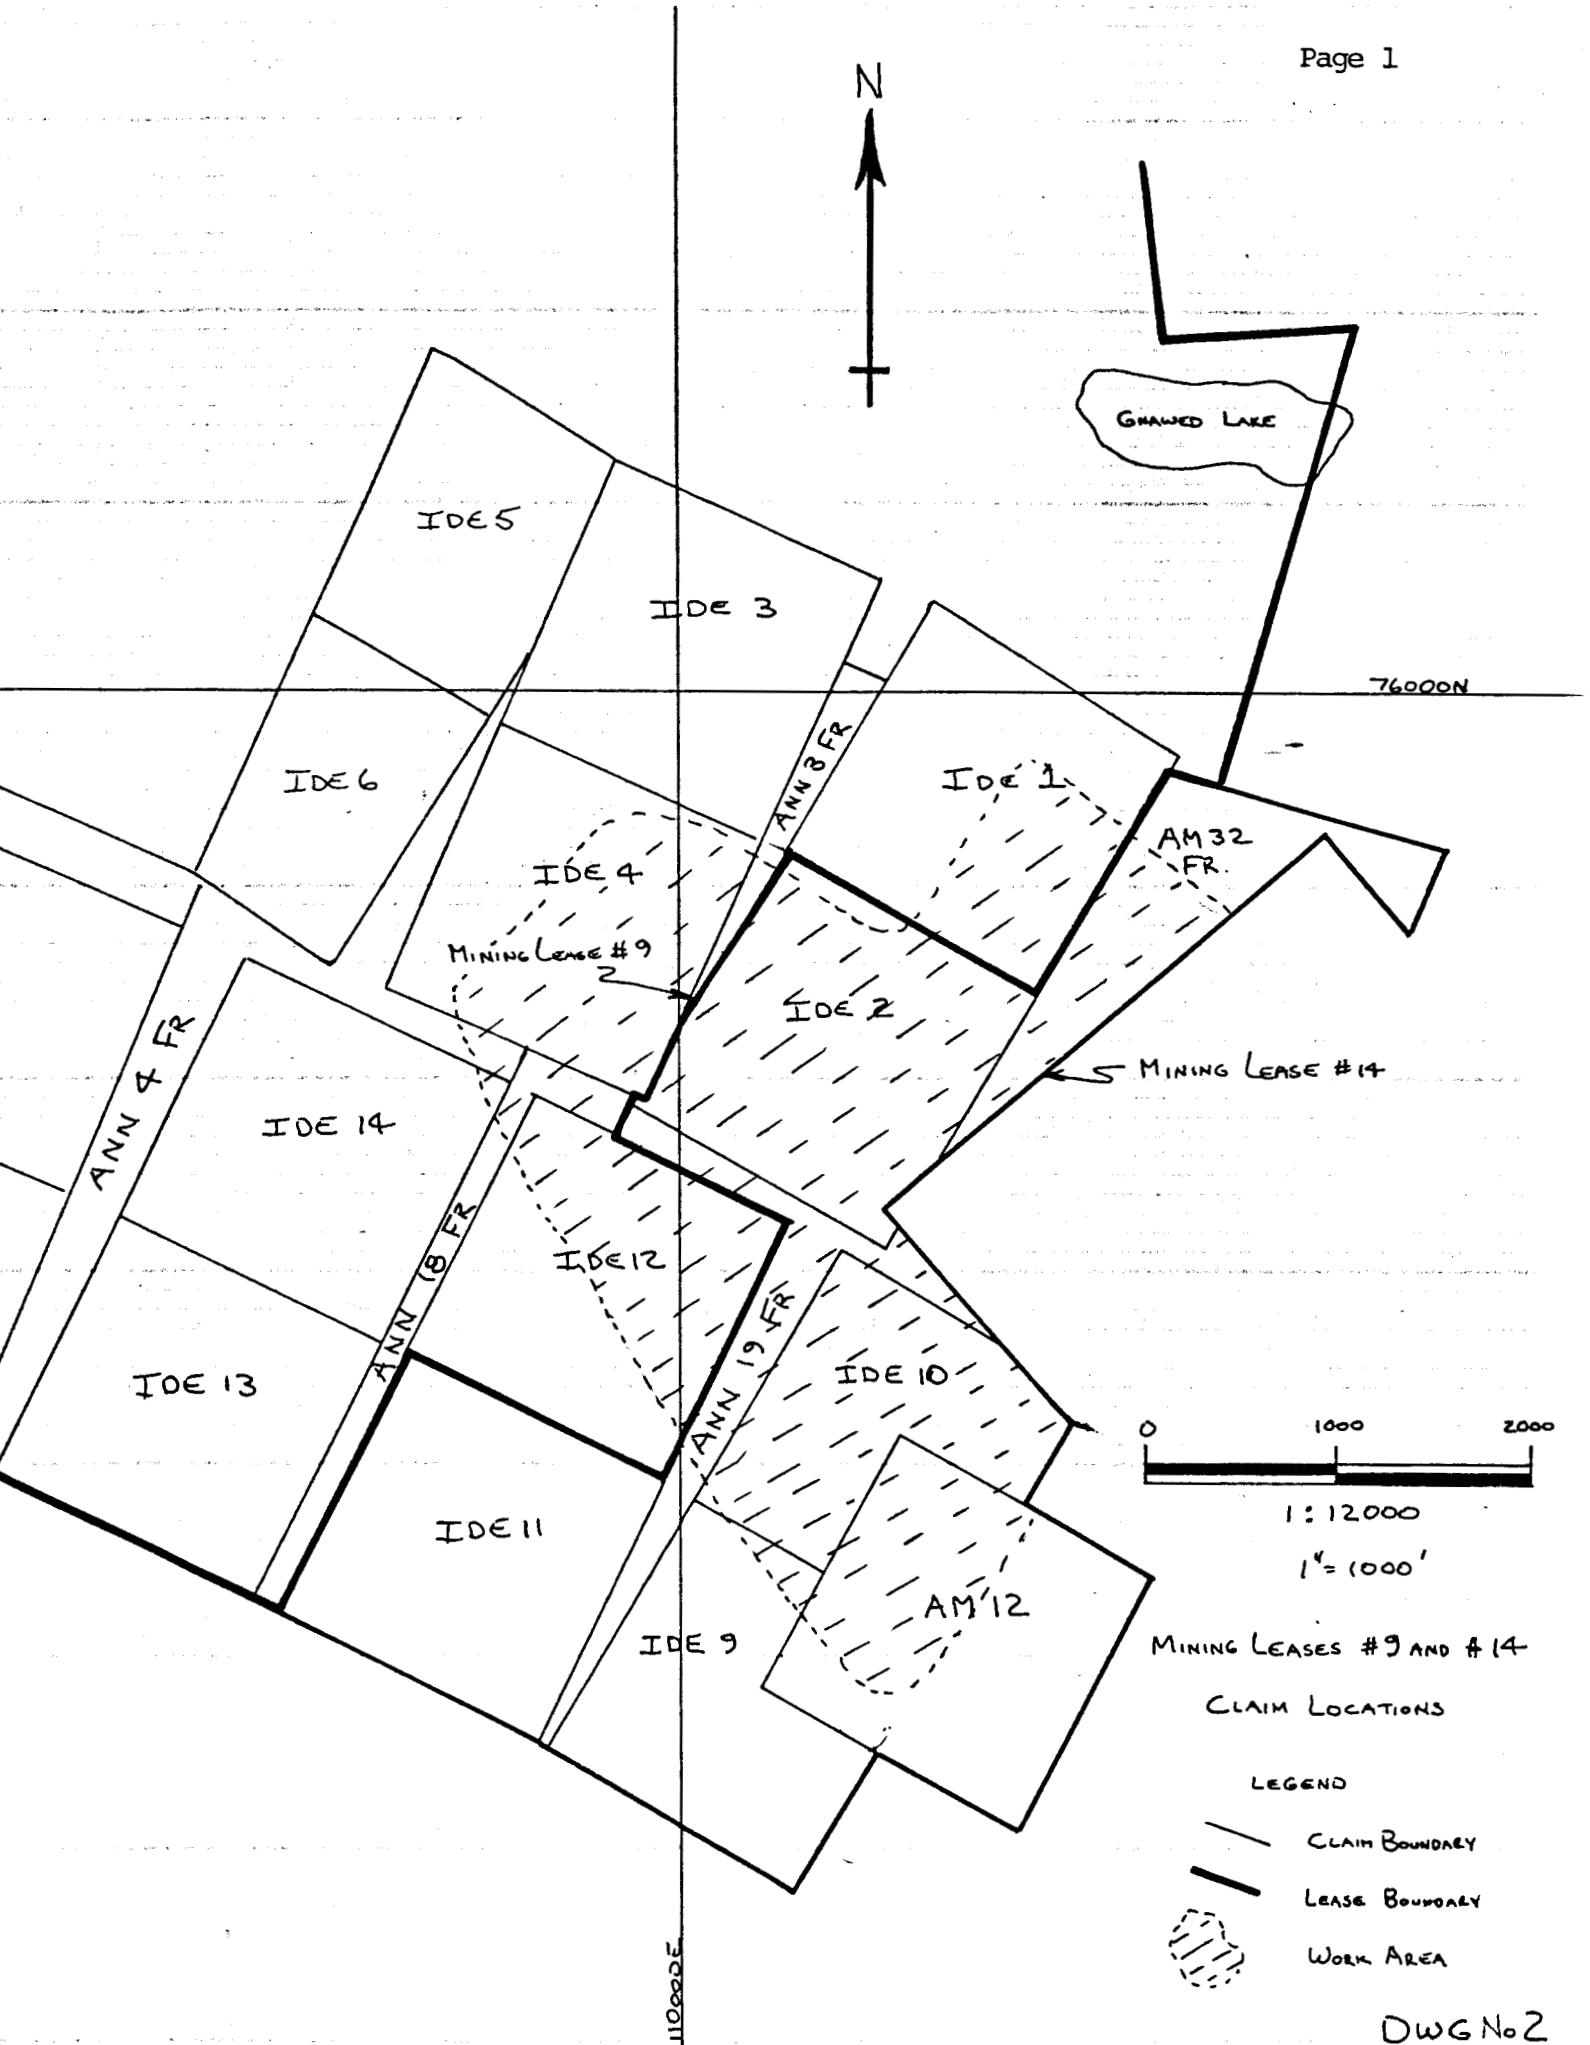 Page 1
N
GNAWED LAKE
IDE 5
IDE 3
76000N
ANN 3 FR
IDE 6
IDE 1
AM 32
FR.
IDE 4
MINING LEASE #9
IDE 2
ANN 4 FR
MINING LEASE #14
IDE 14
ANN 18 FR
IDE 12
ANN 19 FR
IDE 13
IDE 10
0 1000 2000
1:12000
1"=1000'
IDE 11
AM 12
IDE 9
MINING LEASES #9 AND #14
CLAIM LOCATIONS
LEGEND
CLAIM BOUNDARY
LEASE BOUNDARY
WORK AREA
110000E
DWG No 2